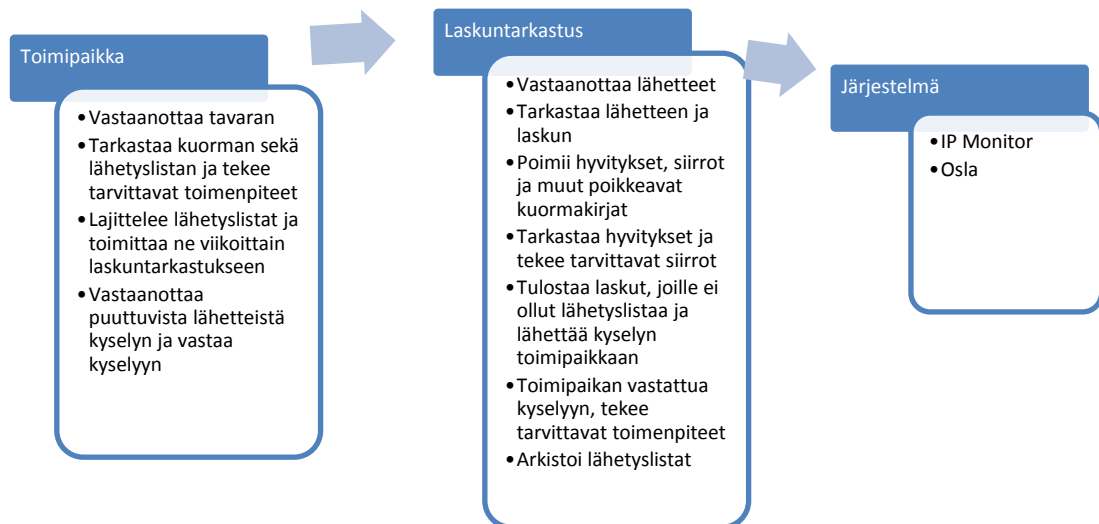 Toimipaikka
•Vastaanottaa tavaran
•Tarkastaa kuorman sekä
lähetyslistan ja tekee
tarvittavat toimenpiteet
•Lajittelee lähetyslistat ja
toimittaa ne viikoittain
laskuntarkastukseen
•Vastaanottaa
puuttuvista lähetteistä
kyselyn ja vastaa
kyselyyn
Laskuntarkastus
•Vastaanottaa lähetteet
•Tarkastaa lähetteen ja
laskun
•Poimii hyvitykset, siirrot
ja muut poikkeavat
kuormakirjat
•Tarkastaa hyvitykset ja
tekee tarvittavat siirrot
•Tulostaa laskut, joille ei
ollut lähetyslistaa ja
lähettää kyselyn
toimipaikkaan
•Toimipaikan vastattua
kyselyyn, tekee
tarvittavat toimenpiteet
•Arkistoi lähetyslistat
Järjestelmä
•IP Monitor
•Osla